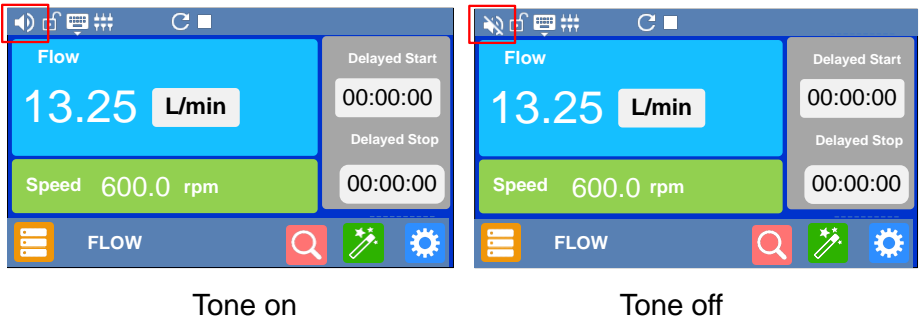 Flow
13.25 L/min
Delayed Start
00:00:00
Delayed Stop
00:00:00
Speed 600.0 rpm
FLOW
Flow
13.25 L/min
Delayed Start
00:00:00
Delayed Stop
00:00:00
Speed 600.0 rpm
FLOW
Tone on
Tone off